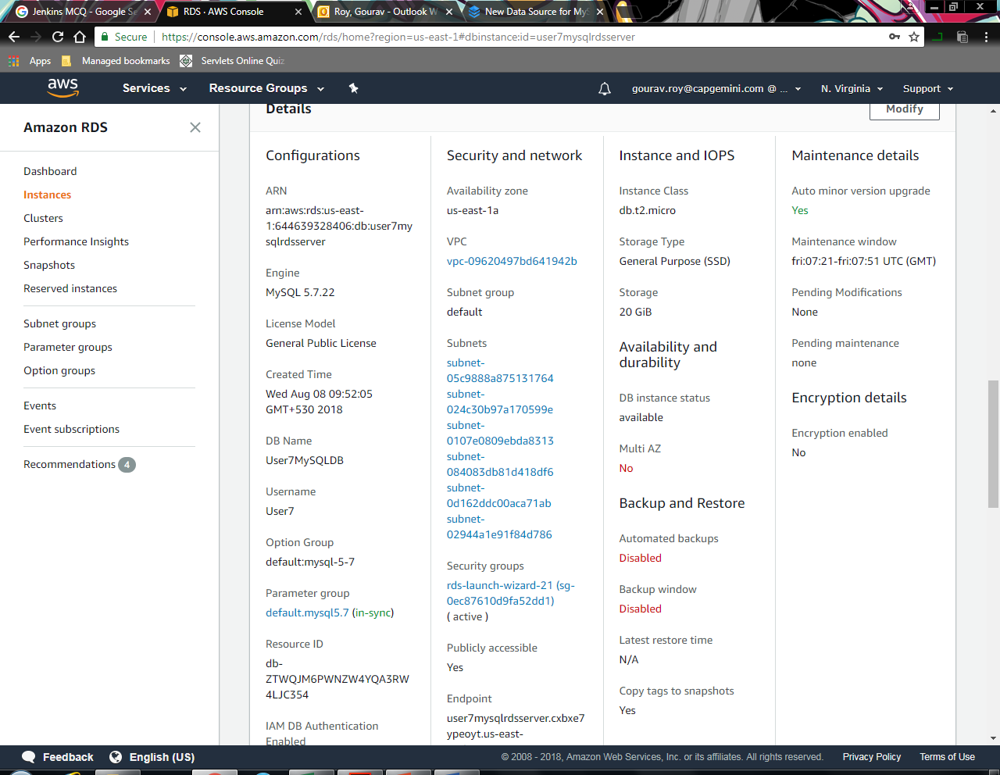 Jenkins MCQ - Google Se
RDS · AWS Console
Roy, Gourav - Outlook W
New Data Source for MyS
Secure
https://console.aws.amazon.com/rds/home?region=us-east-1#dbinstance:id=user7mysqlrdsserver
Apps
Managed bookmarks
Servlets Online Quiz
aws
Services
Resource Groups
gourav.roy@capgemini.com @ ...
N. Virginia
Support
Amazon RDS
Dashboard
Instances
Clusters
Performance Insights
Snapshots
Reserved instances
Subnet groups
Parameter groups
Option groups
Events
Event subscriptions
Recommendations 4
Details
Modify
Configurations
ARN
arn:aws:rds:us-east-
1:644639328406:db:user7my
sqlrdsserver
Engine
MySQL 5.7.22
License Model
General Public License
Created Time
Wed Aug 08 09:52:05
GMT+530 2018
DB Name
User7MySQLDB
Username
User7
Option Group
default:mysql-5-7
Parameter group
default.mysql5.7 (in-sync)
Resource ID
db-
ZTWQJM6PWNZW4YQA3RW
4LJC354
IAM DB Authentication
Enabled
Security and network
Availability zone
us-east-1a
VPC
vpc-09620497bd641942b
Subnet group
default
Subnets
subnet-
05c9888a875131764
subnet-
024c30b97a170599e
subnet-
0107e0809ebda8313
subnet-
084083db81d418df6
subnet-
0d162ddc00aca71ab
subnet-
02944a1e91f84d786
Security groups
rds-launch-wizard-21 (sg-
0ec87610d9fa52dd1)
( active )
Publicly accessible
Yes
Endpoint
user7mysqlrdsserver.cxbxe7
ypeoyt.us-east-
Instance and IOPS
Instance Class
db.t2.micro
Storage Type
General Purpose (SSD)
Storage
20 GiB
Availability and
durability
DB instance status
available
Multi AZ
No
Backup and Restore
Automated backups
Disabled
Backup window
Disabled
Latest restore time
N/A
Copy tags to snapshots
Yes
Maintenance details
Auto minor version upgrade
Yes
Maintenance window
fri:07:21-fri:07:51 UTC (GMT)
Pending Modifications
None
Pending maintenance
none
Encryption details
Encryption enabled
No
Feedback
English (US)
© 2008 - 2018, Amazon Web Services, Inc. or its affiliates. All rights reserved.
Privacy Policy
Terms of Use